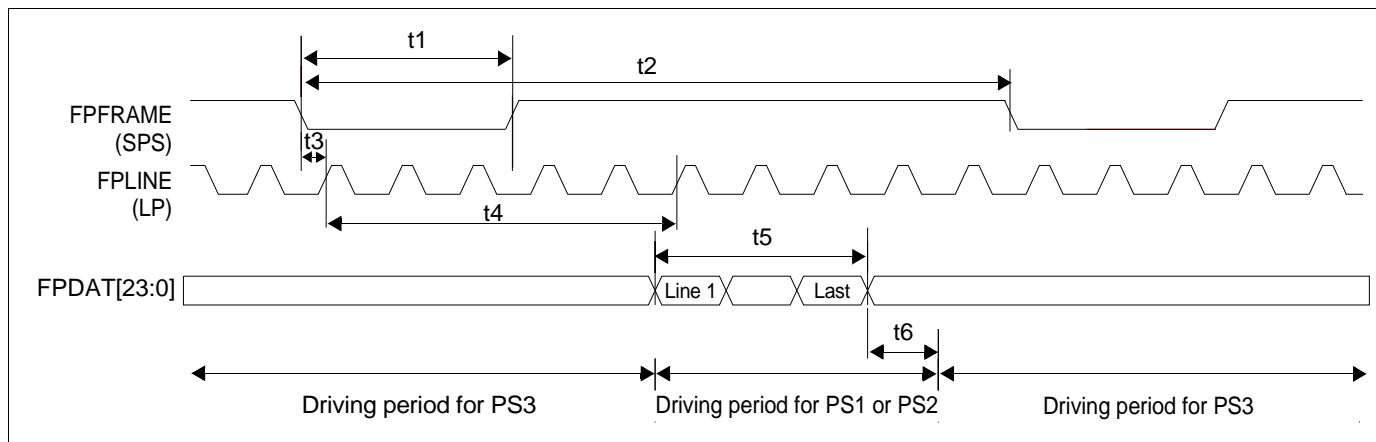 t1
t2
FPFRAME
(SPS)
t3
FPLINE
(LP)
t4
t5
FPDAT[23:0]
Line 1
Last
t6
Driving period for PS3
Driving period for PS1 or PS2
Driving period for PS3